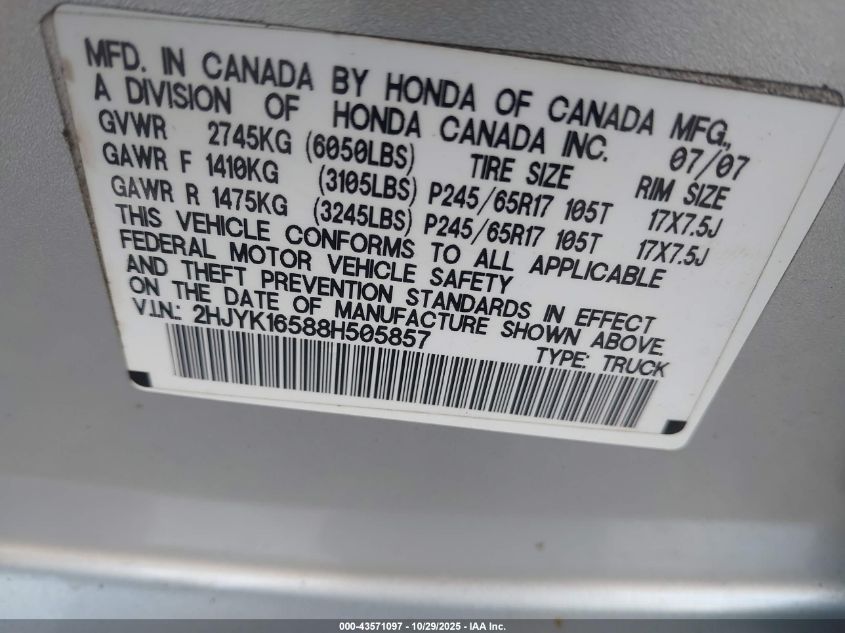 MFD. IN CANADA BY HONDA OF CANADA MFG.,
A DIVISION OF HONDA CANADA INC. 07/07
GVWR 2745KG (6050LBS) TIRE SIZE RIM SIZE
GAWR F 1410KG (3105LBS) P245/65R17 105T 17X7.5J
GAWR R 1475KG (3245LBS) P245/65R17 105T 17X7.5J
THIS VEHICLE CONFORMS TO ALL APPLICABLE
FEDERAL MOTOR VEHICLE SAFETY
AND THEFT PREVENTION STANDARDS IN EFFECT
ON THE DATE OF MANUFACTURE SHOWN ABOVE.
V.I.N.: 2HJYK16588H505857 TYPE: TRUCK
000-43571097 - 10/29/2025 - IAA Inc.